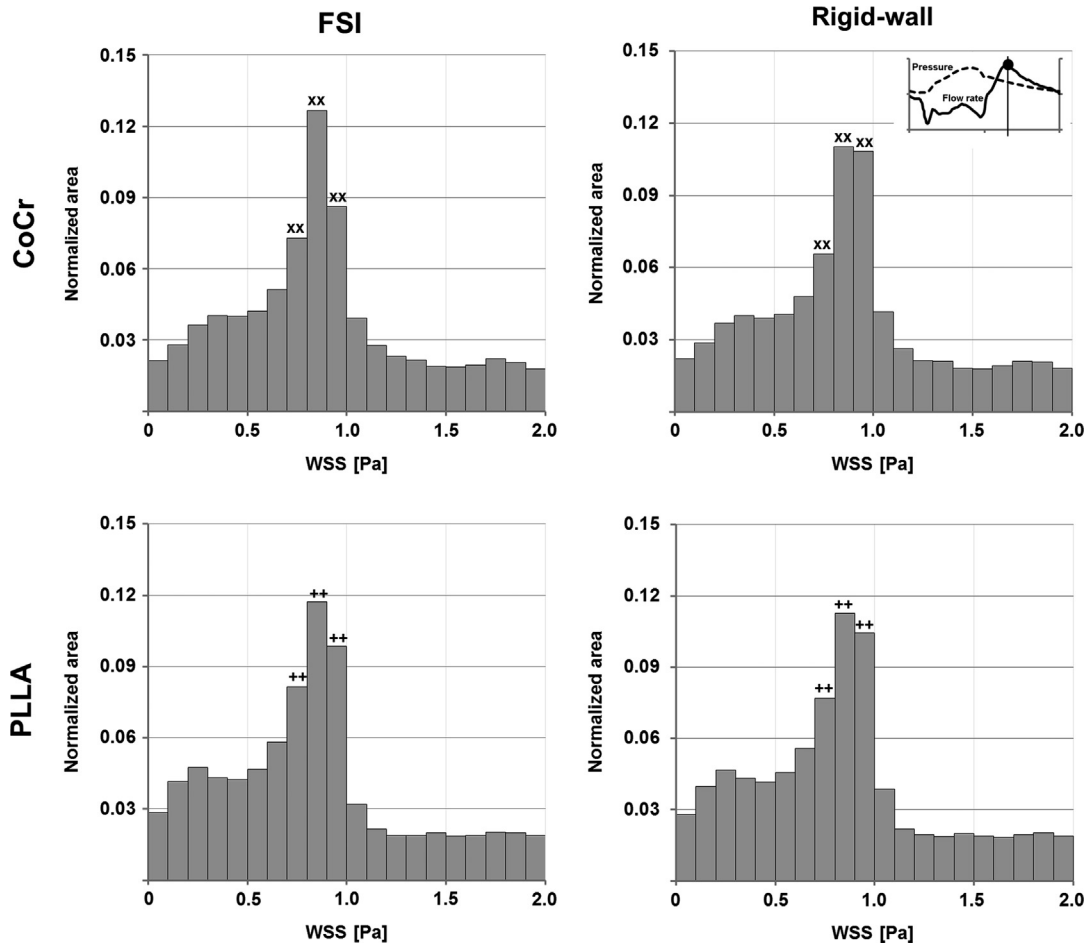 FSI
Rigid-wall
CoCr
Normalized area
0.15
0.12
0.09
0.06
0.03
xx
xx
xx
0
0.5
1.0
1.5
2.0
WSS [Pa]
Normalized area
0.15
0.12
0.09
0.06
0.03
Pressure
Flow rate
xx
xx
xx
0
0.5
1.0
1.5
2.0
WSS [Pa]
PLLA
Normalized area
0.15
0.12
0.09
0.06
0.03
++
++
++
0
0.5
1.0
1.5
2.0
WSS [Pa]
Normalized area
0.15
0.12
0.09
0.06
0.03
++
++
++
0
0.5
1.0
1.5
2.0
WSS [Pa]